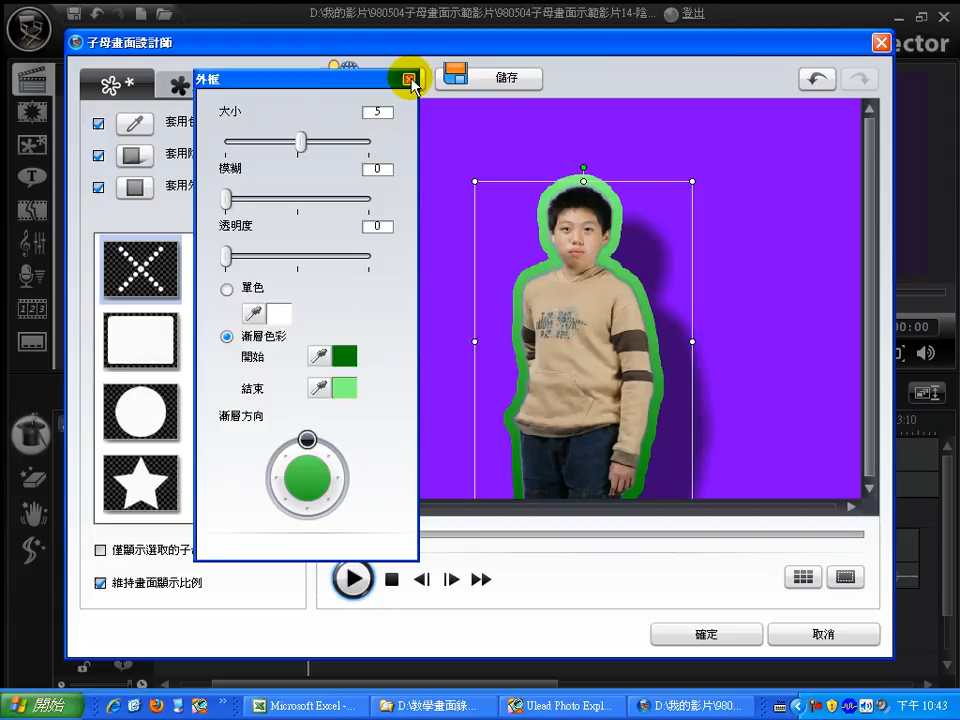 D:\我的影片\980504子母畫面示範影片\980504子母畫面示範影片14-陰...
登出
子母畫面設計師
ector
外框
儲存
大小
5
模糊
0
透明度
0
單色
漸層色彩
開始
結束
漸層方向
套用
套用
套用
僅顯示選取的子
維持畫面顯示比例
確定
取消
:00:00
3:10
開始
Microsoft Excel -...
D:\教學畫面錄...
Ulead Photo Expl...
D:\我的影片\980...
下午 10:43